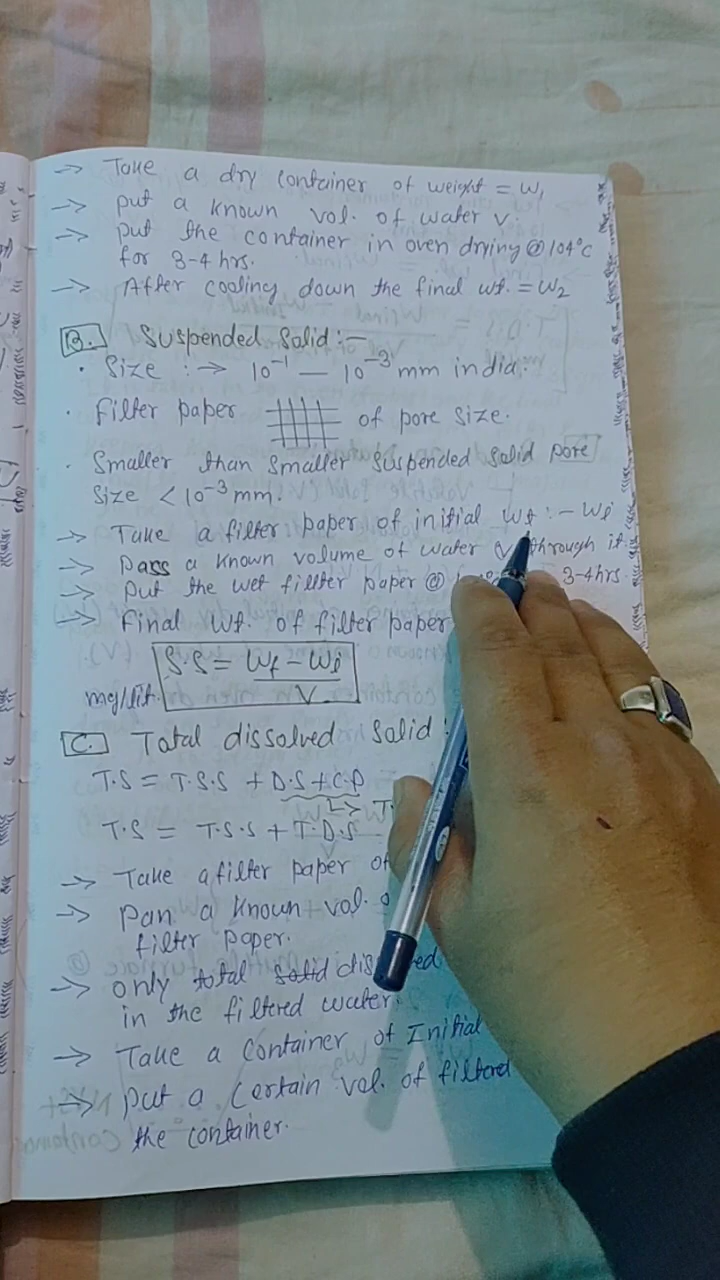 → Take a dry container of weight = W₁
→ put a known vol. of water v.
→ put the container in oven drying @ 104°c
for 3-4 hrs.
→ After cooling down the final wt. = W₂
B. Suspended Solid :-
• Size :→ 10⁻¹ — 10⁻³ mm in dia.
• Filter paper of pore size.
• Smaller than smaller suspended solid pore
size < 10⁻³ mm.
→ Take a filter paper of initial wt :- Wi
→ Pass a known volume of water v through it
→ Put the wet fillter paper @ 3-4 hrs.
→ Final wt. of filter paper
S.S = Wf - Wi
V
mg/lit.
C. Total dissolved Solid :
T.S = T.S.S + D.S + C.P
↳ T.
T.S = T.S.S + T.D.S
→ Take a filter paper of
→ Pan a known vol.
filter paper.
→ only total solid
in the filtered water.
→ Take a container of Initial
→ put a certain vol. of filtered
the container.